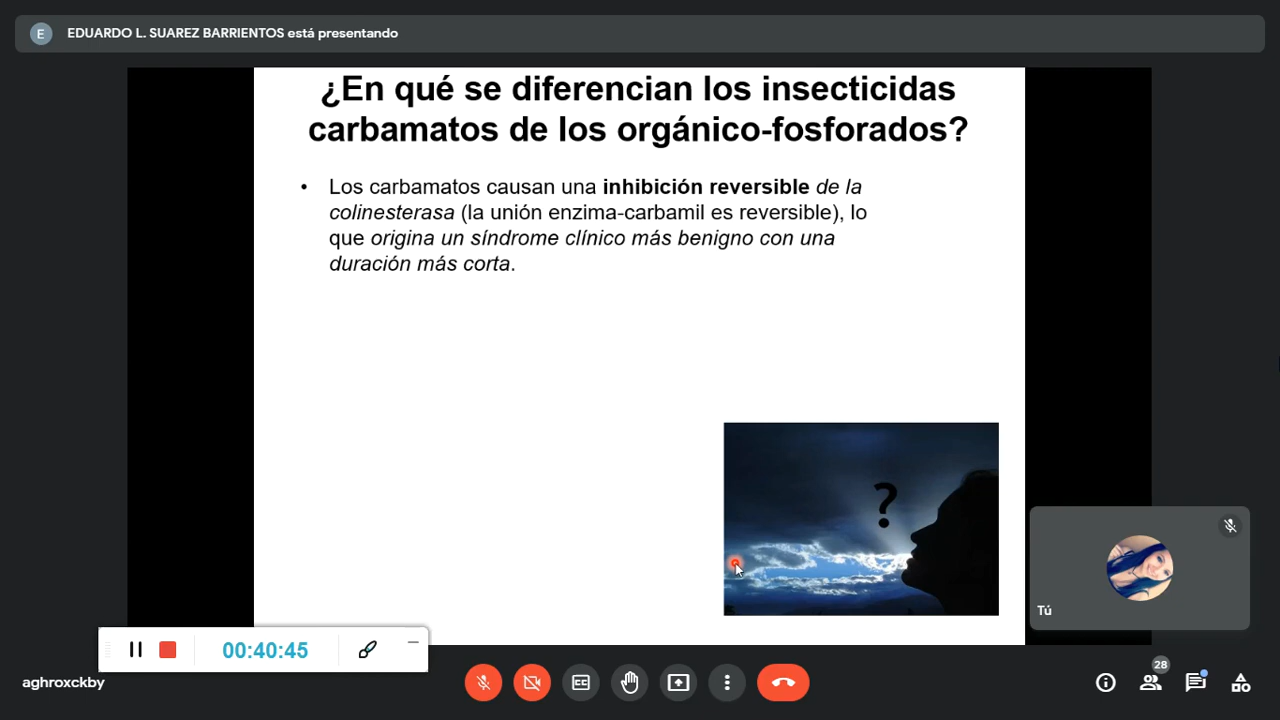 E
EDUARDO L. SUAREZ BARRIENTOS está presentando
¿En qué se diferencian los insecticidas
carbamatos de los orgánico-fosforados?
• Los carbamatos causan una inhibición reversible de la
colinesterasa (la unión enzima-carbamil es reversible), lo
que origina un síndrome clínico más benigno con una
duración más corta.
?
Tú
00:40:45
aghroxckby
28